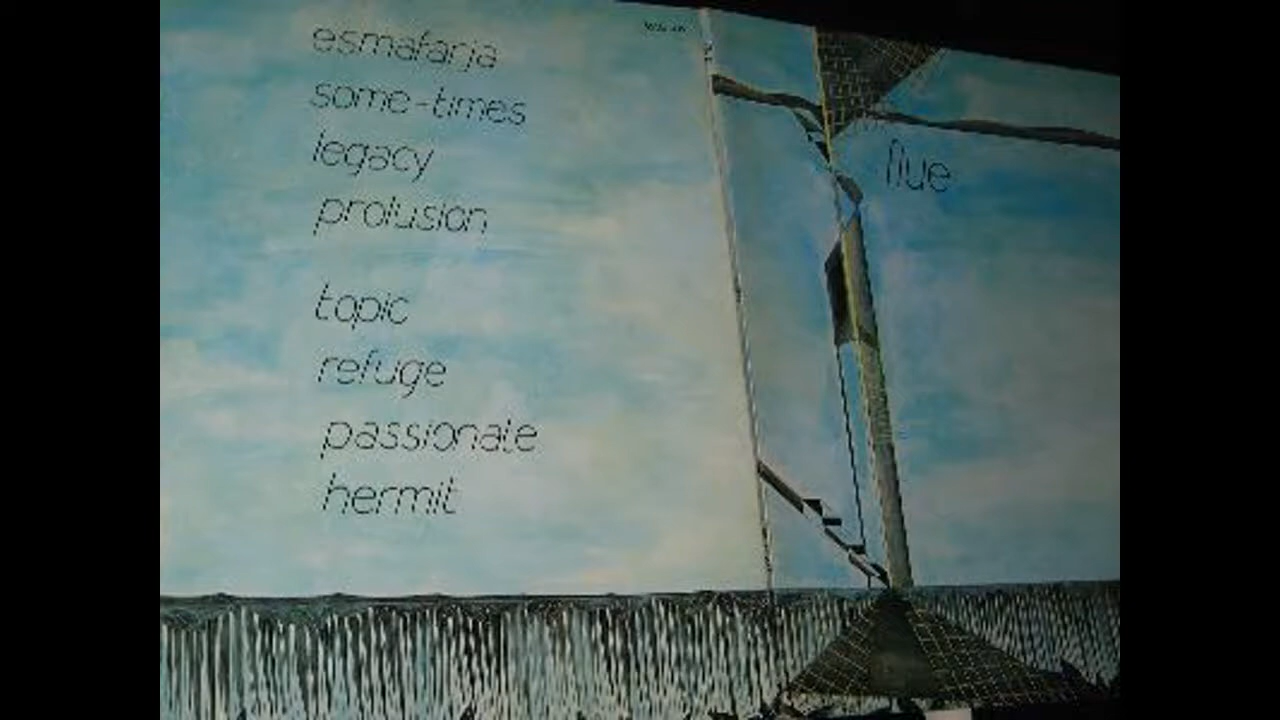 esmafarja
some-times
legacy
prolusion
topic
refuge
passionate
hermit
flue